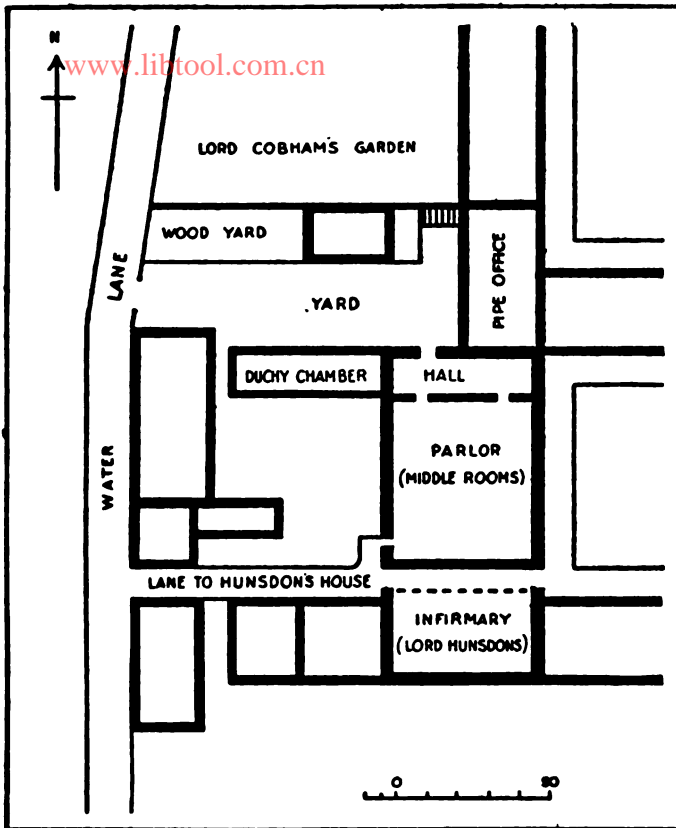 N
www.libtool.com.cn
LORD COBHAM'S GARDEN
WOOD YARD
LANE
YARD
PIPE OFFICE
DUCHY CHAMBER
HALL
WATER
PARLOR
(MIDDLE ROOMS)
LANE TO HUNSDON'S HOUSE
INFIRMARY
(LORD HUNSDONS)
0
50